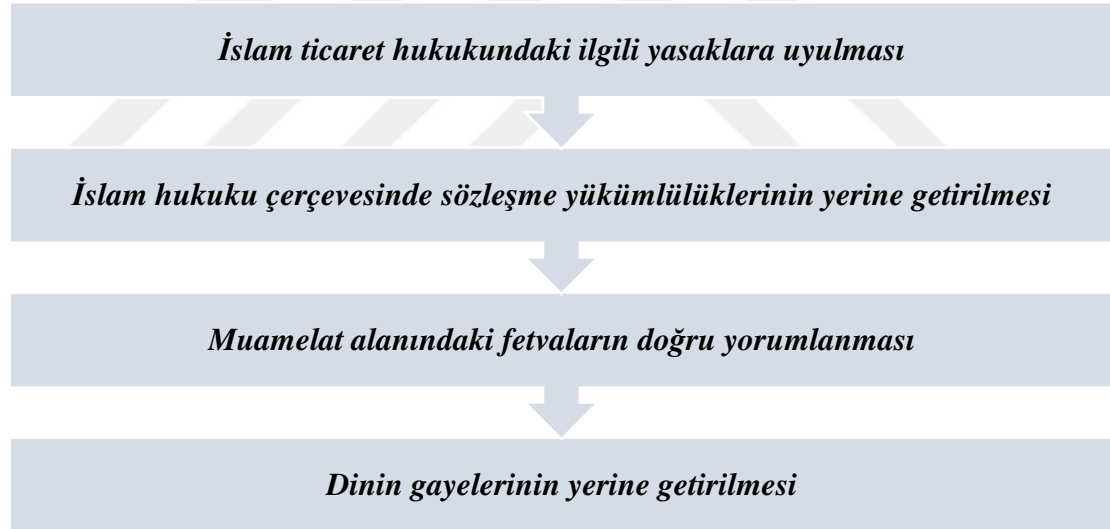 İslam ticaret hukukundaki ilgili yasaklara uyulması
İslam hukuku çerçevesinde sözleşme yükümlülüklerinin yerine getirilmesi
Muamelat alanındaki fetvaların doğru yorumlanması
Dinin gayelerinin yerine getirilmesi